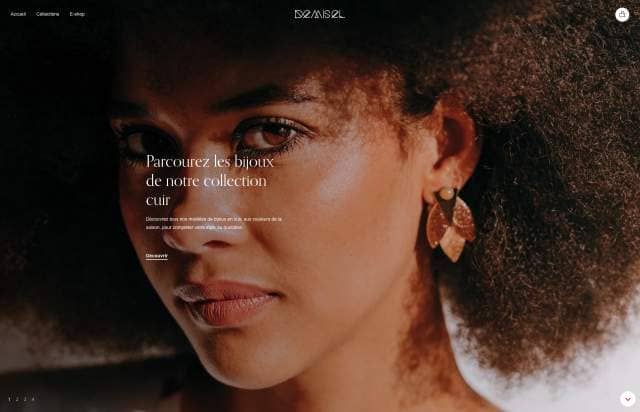 Accueil
Collections
E-shop
DEMISEL
Parcourez les bijoux
de notre collection
cuir
Découvrez tous nos modèles de bijoux en cuir, aux couleurs de la
saison, pour compléter votre style au quotidien.
Découvrir
1 2 3 4